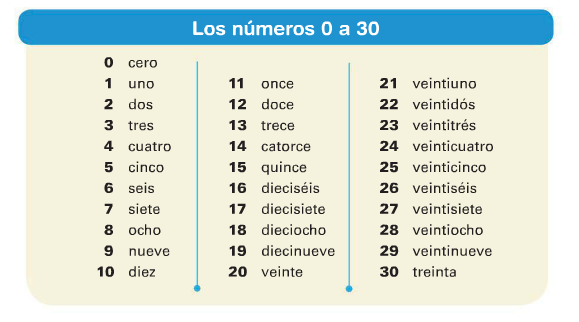 Los números 0 a 30
0 cero
1 uno
2 dos
3 tres
4 cuatro
5 cinco
6 seis
7 siete
8 ocho
9 nueve
10 diez
11 once
12 doce
13 trece
14 catorce
15 quince
16 dieciséis
17 decisiete
18 dieciocho
19 diecinueve
20 veinte
21 veintiuno
22 veintidós
23 veintitrés
24 veinticuatro
25 veinticinco
26 veintiséis
27 veintisiete
28 veintiocho
29 veintinueve
30 treinta